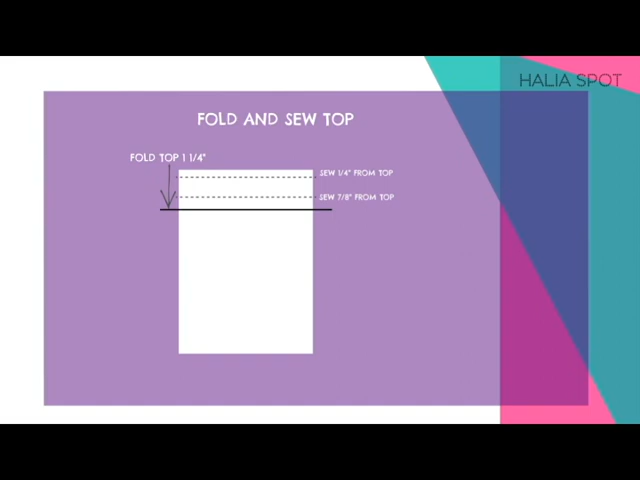 HALIA SPOT
FOLD AND SEW TOP
FOLD TOP 1 1/4"
SEW 1/4" FROM TOP
SEW 7/8" FROM TOP